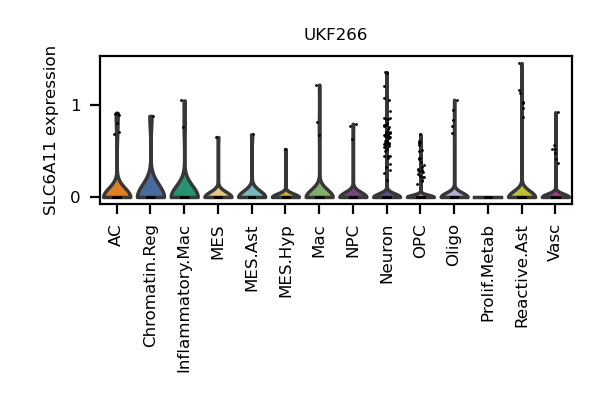 UKF266
SLC6A11 expression
1
0
AC
Chromatin.Reg
Inflammatory.Mac
MES
MES.Ast
MES.Hyp
Mac
NPC
Neuron
OPC
Oligo
Prolif.Metab
Reactive.Ast
Vasc